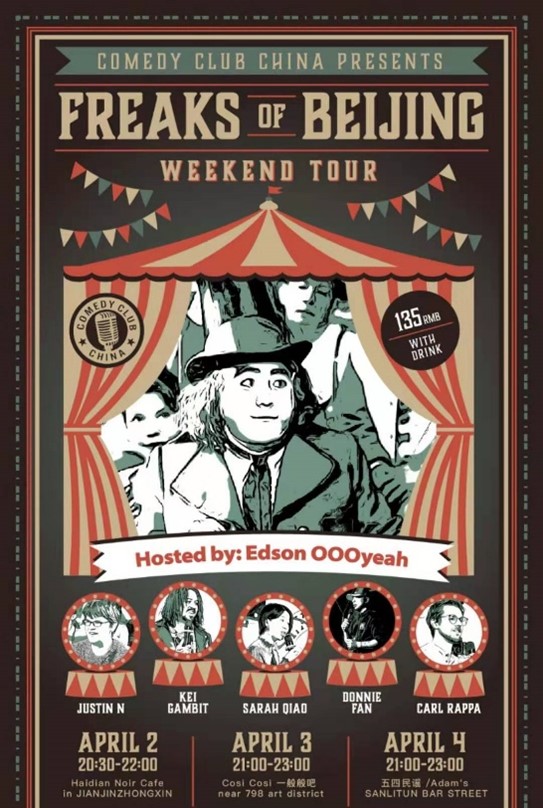 COMEDY CLUB CHINA PRESENTS
FREAKS OF BEIJING
WEEKEND TOUR
COMEDY CLUB
CHINA
135 RMB
WITH
DRINK
Hosted by: Edson OOOyeah
JUSTIN N
KEI
GAMBIT
SARAH QIAO
DONNIE
FAN
CARL RAPPA
APRIL 2
20:30-22:00
Haidian Noir Cafe
in JIANJINZHONGXIN
APRIL 3
21:00-23:00
Cosi Cosi 一般般吧
near 798 art district
APRIL 4
21:00-23:00
五四民谣 /Adam's
SANLITUN BAR STREET